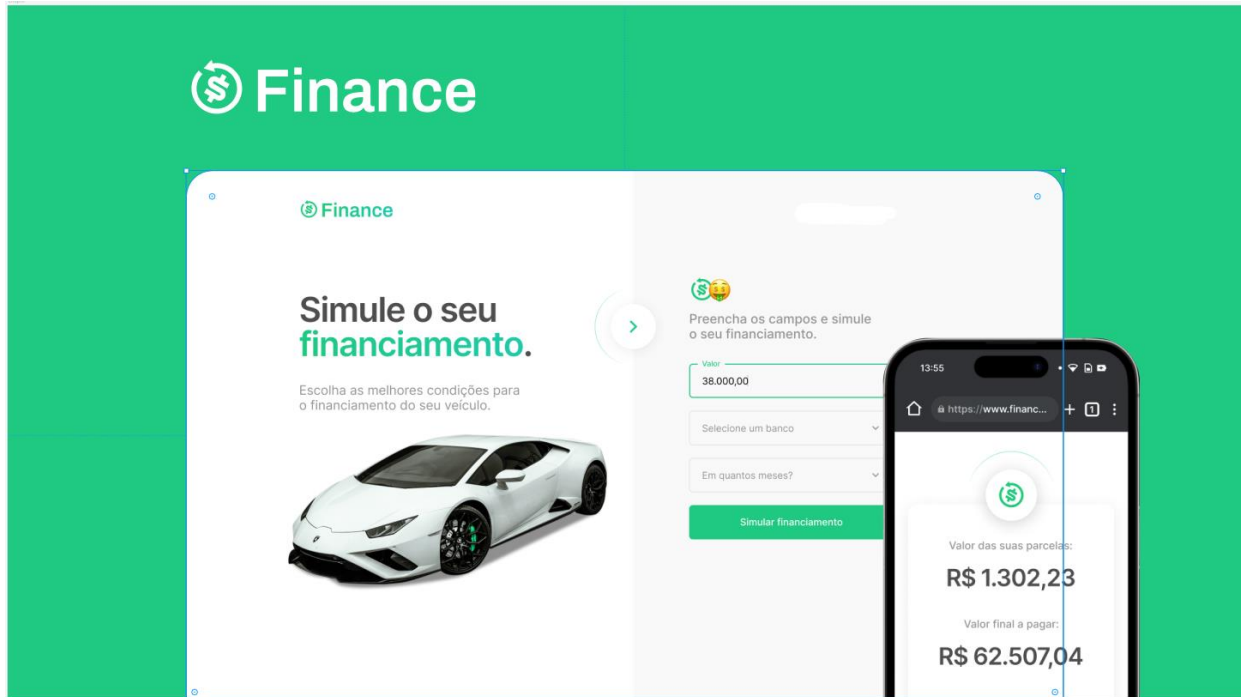 Finance
Finance
Simule o seu
financiamento.
Escolha as melhores condições para
o financiamento do seu veículo.
Preencha os campos e simule
o seu financiamento.
Valor
38.000,00
Selecione um banco
Em quantos meses?
Simular financiamento
13:55
https://www.financ...
1
Valor das suas parcelas:
R$ 1.302,23
Valor final a pagar:
R$ 62.507,04